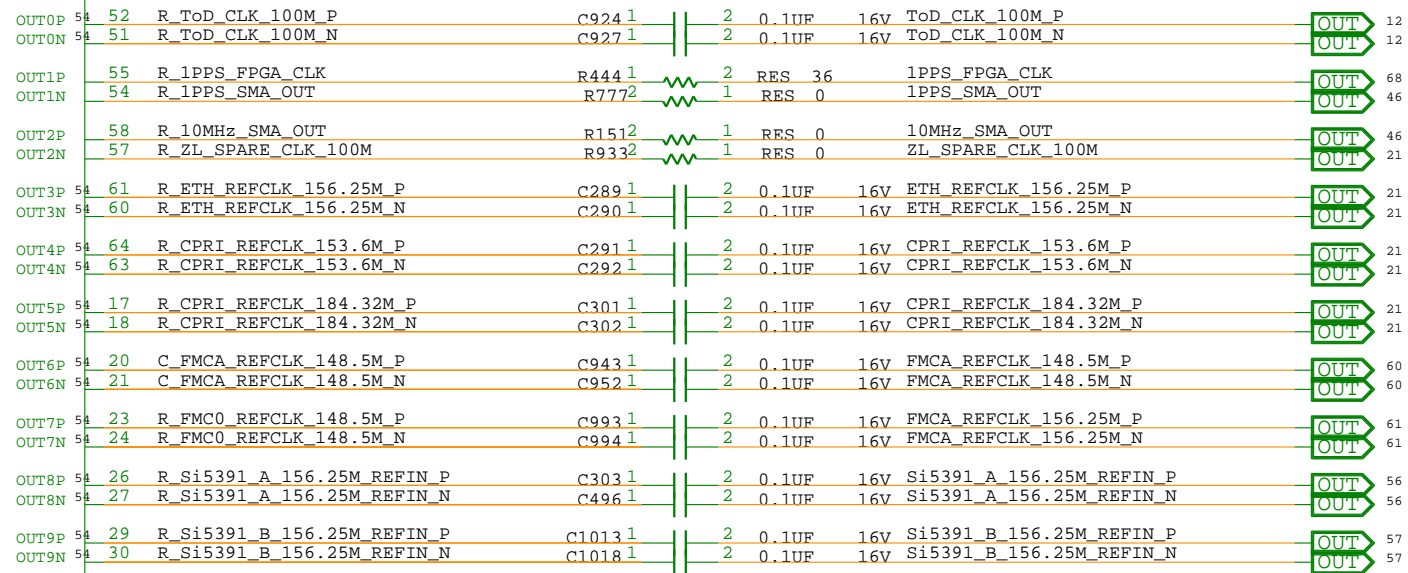 OUT0P 54 52 R_ToD_CLK_100M_P C924 1 2 0.1UF 16V ToD_CLK_100M_P OUT 12
OUT0N 54 51 R_ToD_CLK_100M_N C927 1 2 0.1UF 16V ToD_CLK_100M_N OUT 12
OUT1P 55 R_1PPS_FPGA_CLK R444 1 2 RES 36 1PPS_FPGA_CLK OUT 68
OUT1N 54 R_1PPS_SMA_OUT R777 2 1 RES 0 1PPS_SMA_OUT OUT 46
OUT2P 58 R_10MHz_SMA_OUT R151 2 1 RES 0 10MHz_SMA_OUT OUT 46
OUT2N 57 R_ZL_SPARE_CLK_100M R933 2 1 RES 0 ZL_SPARE_CLK_100M OUT 21
OUT3P 54 61 R_ETH_REFCLK_156.25M_P C289 1 2 0.1UF 16V ETH_REFCLK_156.25M_P OUT 21
OUT3N 54 60 R_ETH_REFCLK_156.25M_N C290 1 2 0.1UF 16V ETH_REFCLK_156.25M_N OUT 21
OUT4P 54 64 R_CPRI_REFCLK_153.6M_P C291 1 2 0.1UF 16V CPRI_REFCLK_153.6M_P OUT 21
OUT4N 54 63 R_CPRI_REFCLK_153.6M_N C292 1 2 0.1UF 16V CPRI_REFCLK_153.6M_N OUT 21
OUT5P 54 17 R_CPRI_REFCLK_184.32M_P C301 1 2 0.1UF 16V CPRI_REFCLK_184.32M_P OUT 21
OUT5N 54 18 R_CPRI_REFCLK_184.32M_N C302 1 2 0.1UF 16V CPRI_REFCLK_184.32M_N OUT 21
OUT6P 54 20 C_FMCA_REFCLK_148.5M_P C943 1 2 0.1UF 16V FMCA_REFCLK_148.5M_P OUT 60
OUT6N 54 21 C_FMCA_REFCLK_148.5M_N C952 1 2 0.1UF 16V FMCA_REFCLK_148.5M_N OUT 60
OUT7P 54 23 R_FMC0_REFCLK_148.5M_P C993 1 2 0.1UF 16V FMCA_REFCLK_156.25M_P OUT 61
OUT7N 54 24 R_FMC0_REFCLK_148.5M_N C994 1 2 0.1UF 16V FMCA_REFCLK_156.25M_N OUT 61
OUT8P 54 26 R_Si5391_A_156.25M_REFIN_P C303 1 2 0.1UF 16V Si5391_A_156.25M_REFIN_P OUT 56
OUT8N 54 27 R_Si5391_A_156.25M_REFIN_N C496 1 2 0.1UF 16V Si5391_A_156.25M_REFIN_N OUT 56
OUT9P 54 29 R_Si5391_B_156.25M_REFIN_P C1013 1 2 0.1UF 16V Si5391_B_156.25M_REFIN_P OUT 57
OUT9N 54 30 R_Si5391_B_156.25M_REFIN_N C1018 1 2 0.1UF 16V Si5391_B_156.25M_REFIN_N OUT 57